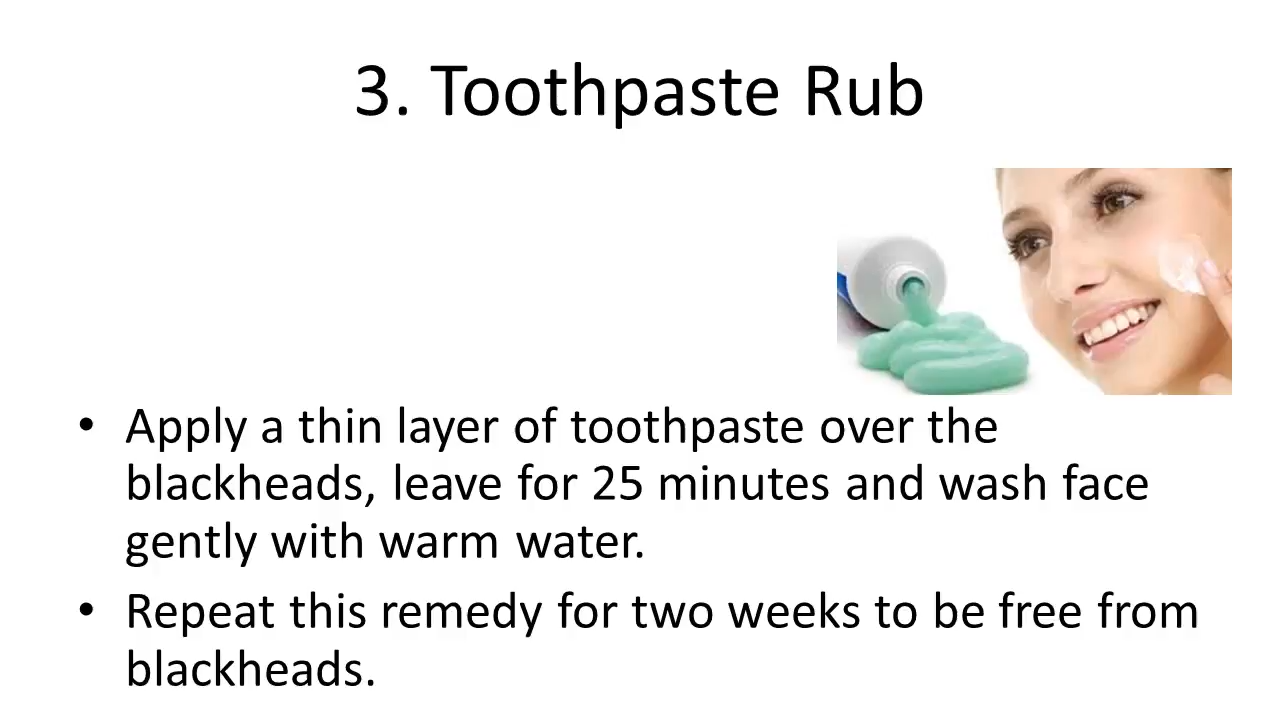 3. Toothpaste Rub
• Apply a thin layer of toothpaste over the
blackheads, leave for 25 minutes and wash face
gently with warm water.
• Repeat this remedy for two weeks to be free from
blackheads.